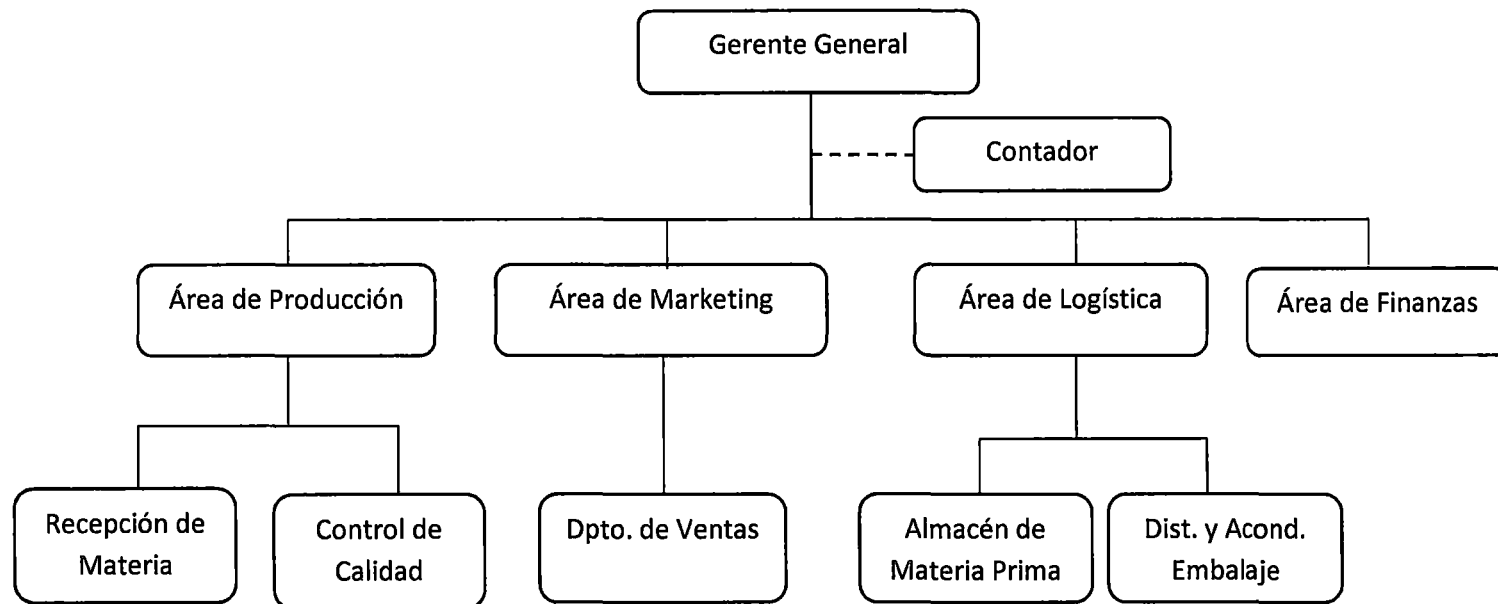 Gerente General
Contador
Área de Producción
Área de Marketing
Área de Logística
Área de Finanzas
Recepción de
Materia
Control de
Calidad
Dpto. de Ventas
Almacén de
Materia Prima
Dist. y Acond.
Embalaje